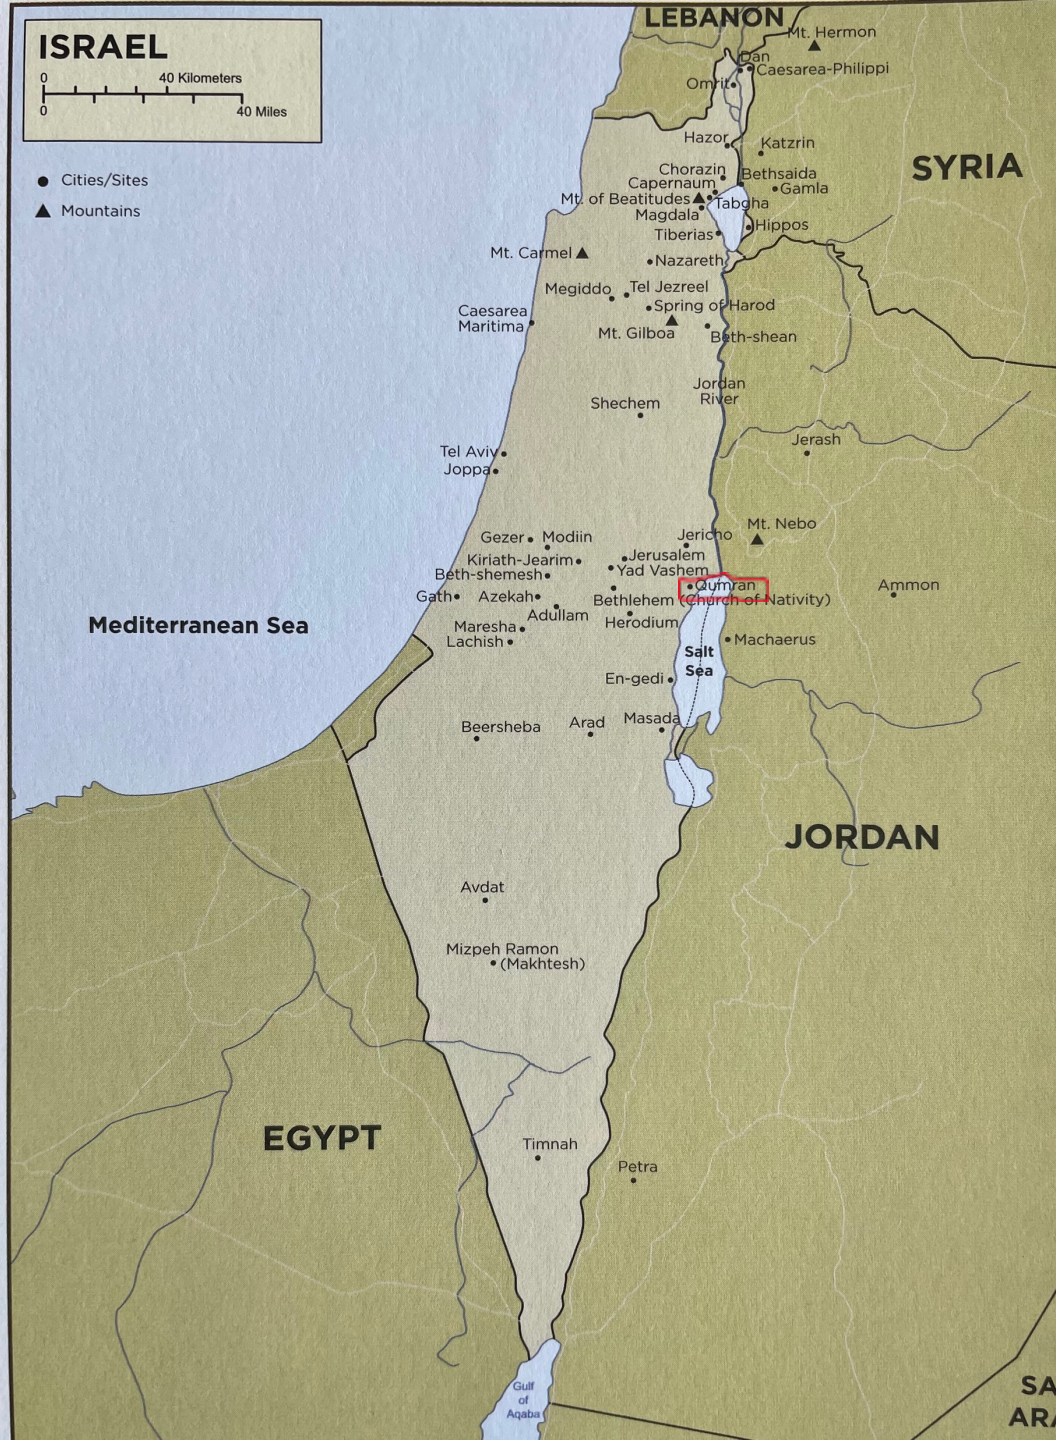 LEBANON
ISRAEL
0
40 Kilometers
0
40 Miles
Cities/Sites
Mountains
Mt. Hermon
Dan
Caesarea-Philippi
Omrit
Hazor
Katzrin
SYRIA
Chorazin
Bethsaida
Capernaum
Gamla
Mt. of Beatitudes
Tabgha
Magdala
Hippos
Tiberias
Mt. Carmel
Nazareth
Megiddo
Tel Jezreel
Spring of Harod
Caesarea
Maritima
Mt. Gilboa
Beth-shean
Jordan
River
Shechem
Jerash
Tel Aviv
Joppa
Mt. Nebo
Gezer
Modiin
Jericho
Kiriath-Jearim
Jerusalem
Yad Vashem
Beth-shemesh
Qumran
Ammon
Gath
Azekah
Bethlehem (Church of Nativity)
Adullam
Herodium
Mediterranean Sea
Maresha
Lachish
Machaerus
Salt
Sea
En-gedi
Masada
Arad
Beersheba
JORDAN
Avdat
Mizpeh Ramon
(Makhtesh)
EGYPT
Timnah
Petra
Gulf
of
Aqaba
SA
ARA